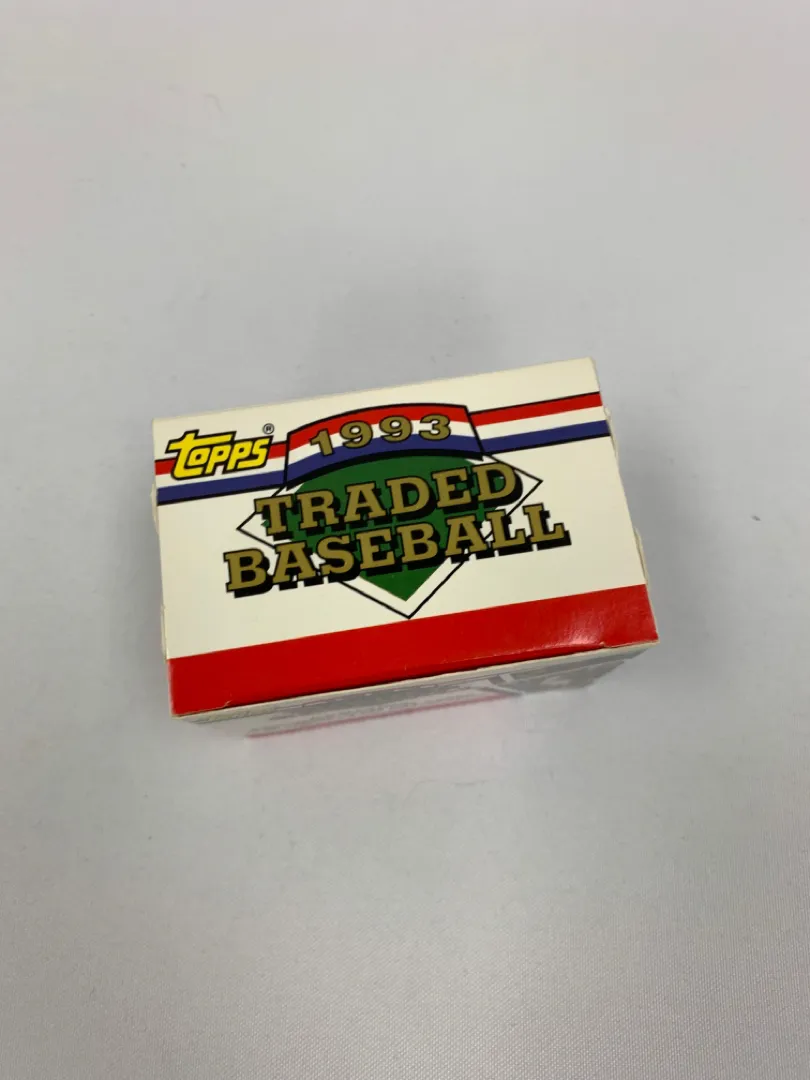 topps®
1993
TRADED
BASEBALL